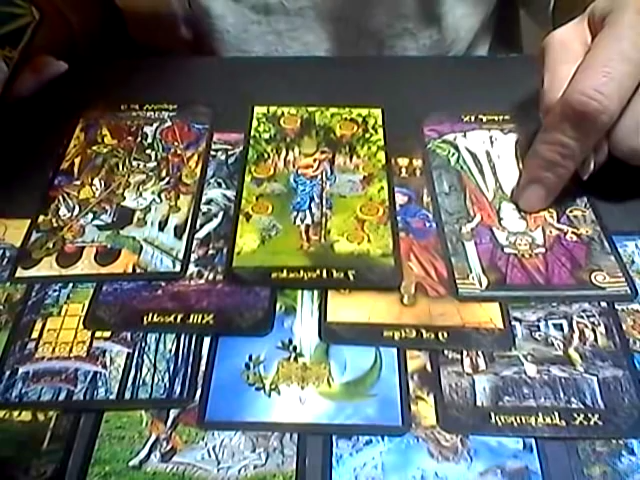 7 of Pentacles
XIII. Death
9 of Cups
XX Judgement